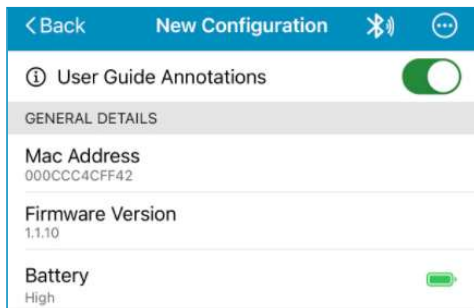 Back
New Configuration
User Guide Annotations
GENERAL DETAILS
Mac Address
000CCC4CFF42
Firmware Version
1.1.10
Battery
High